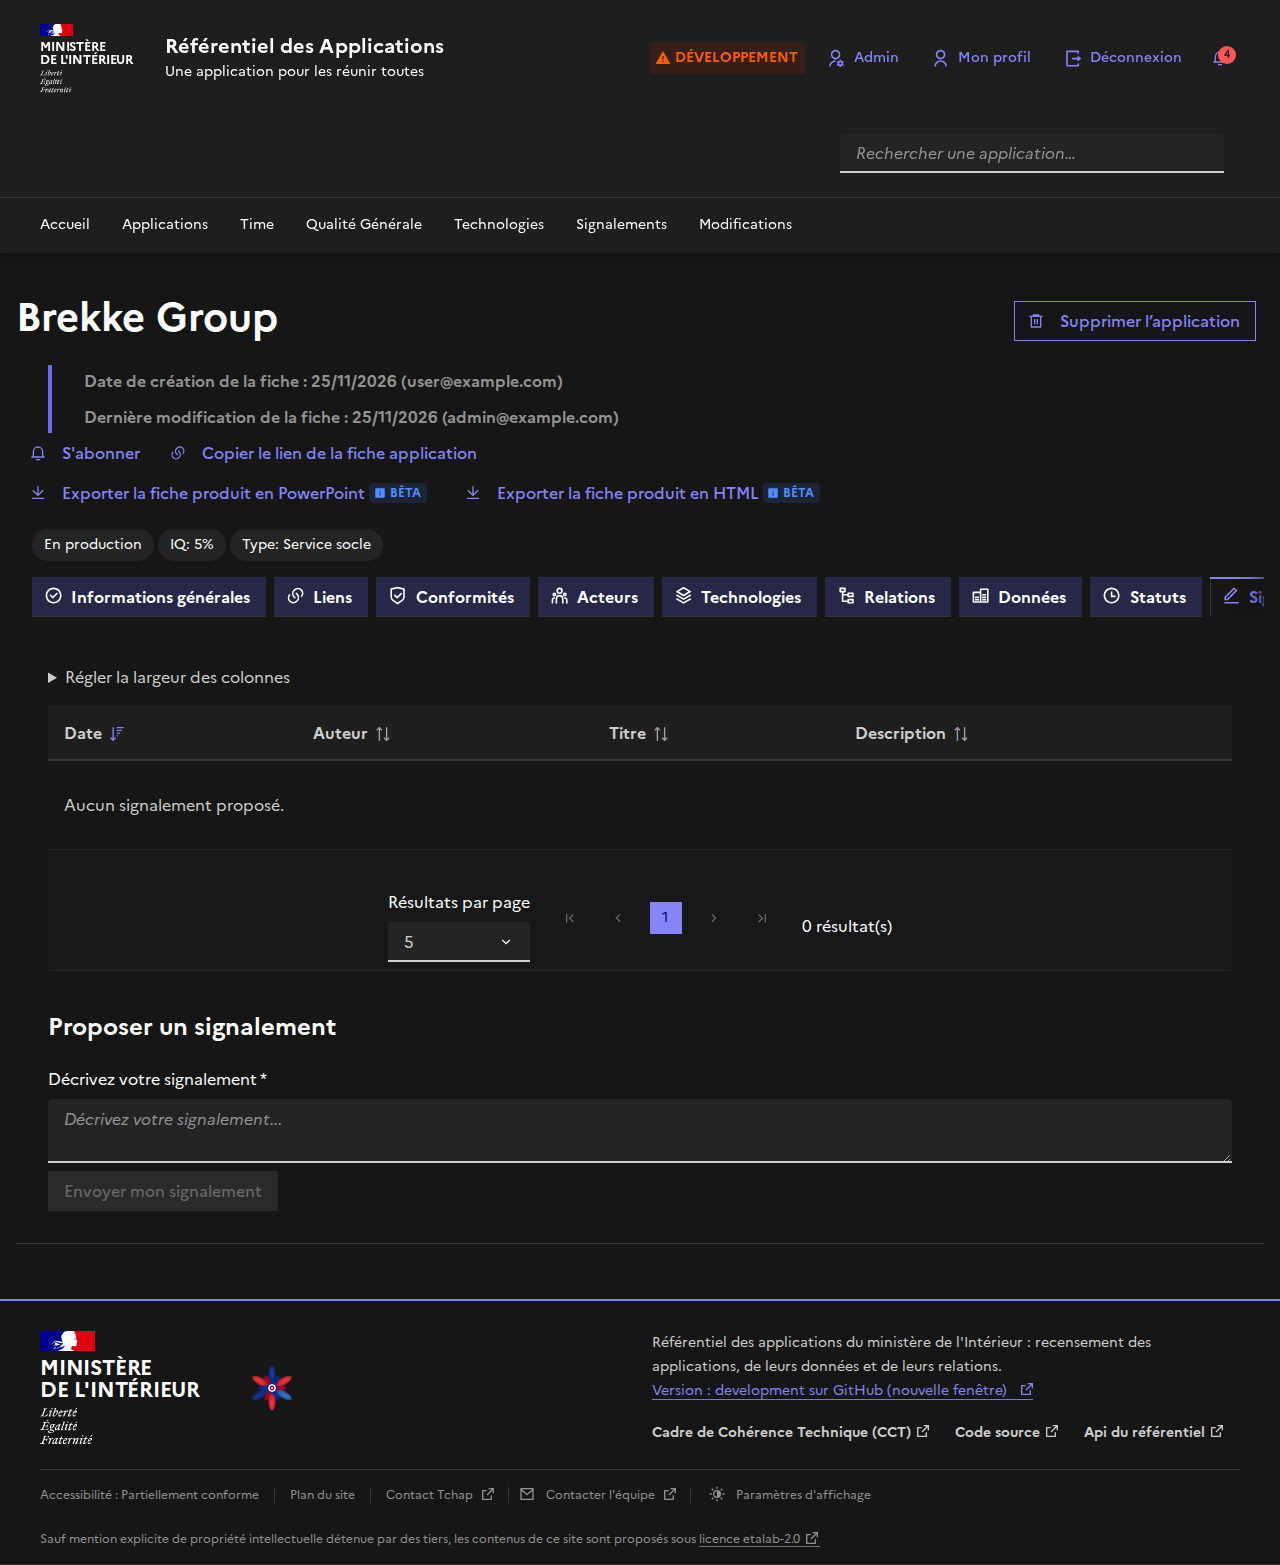 MINISTÈRE
DE L'INTÉRIEUR
Liberté
Égalité
Fraternité
Référentiel des Applications
Une application pour les réunir toutes
DÉVELOPPEMENT
Admin
Mon profil
Déconnexion
4
Rechercher une application…
Accueil
Applications
Time
Qualité Générale
Technologies
Signalements
Modifications
Brekke Group
Supprimer l’application
Date de création de la fiche : 25/11/2026 (user@example.com)
Dernière modification de la fiche : 25/11/2026 (admin@example.com)
S'abonner
Copier le lien de la fiche application
Exporter la fiche produit en PowerPoint BÊTA
Exporter la fiche produit en HTML BÊTA
En production
IQ: 5%
Type: Service socle
Informations générales
Liens
Conformités
Acteurs
Technologies
Relations
Données
Statuts
Régler la largeur des colonnes
Date
Auteur
Titre
Description
Aucun signalement proposé.
Résultats par page
5
1
0 résultat(s)
Proposer un signalement
Décrivez votre signalement *
Décrivez votre signalement...
Envoyer mon signalement
MINISTÈRE
DE L'INTÉRIEUR
Liberté
Égalité
Fraternité
Référentiel des applications du ministère de l'Intérieur : recensement des
applications, de leurs données et de leurs relations.
Version : development sur GitHub (nouvelle fenêtre)
Cadre de Cohérence Technique (CCT)
Code source
Api du référentiel
Accessibilité : Partiellement conforme
Plan du site
Contact Tchap
Contacter l'équipe
Paramètres d'affichage
Sauf mention explicite de propriété intellectuelle détenue par des tiers, les contenus de ce site sont proposés sous licence etalab-2.0